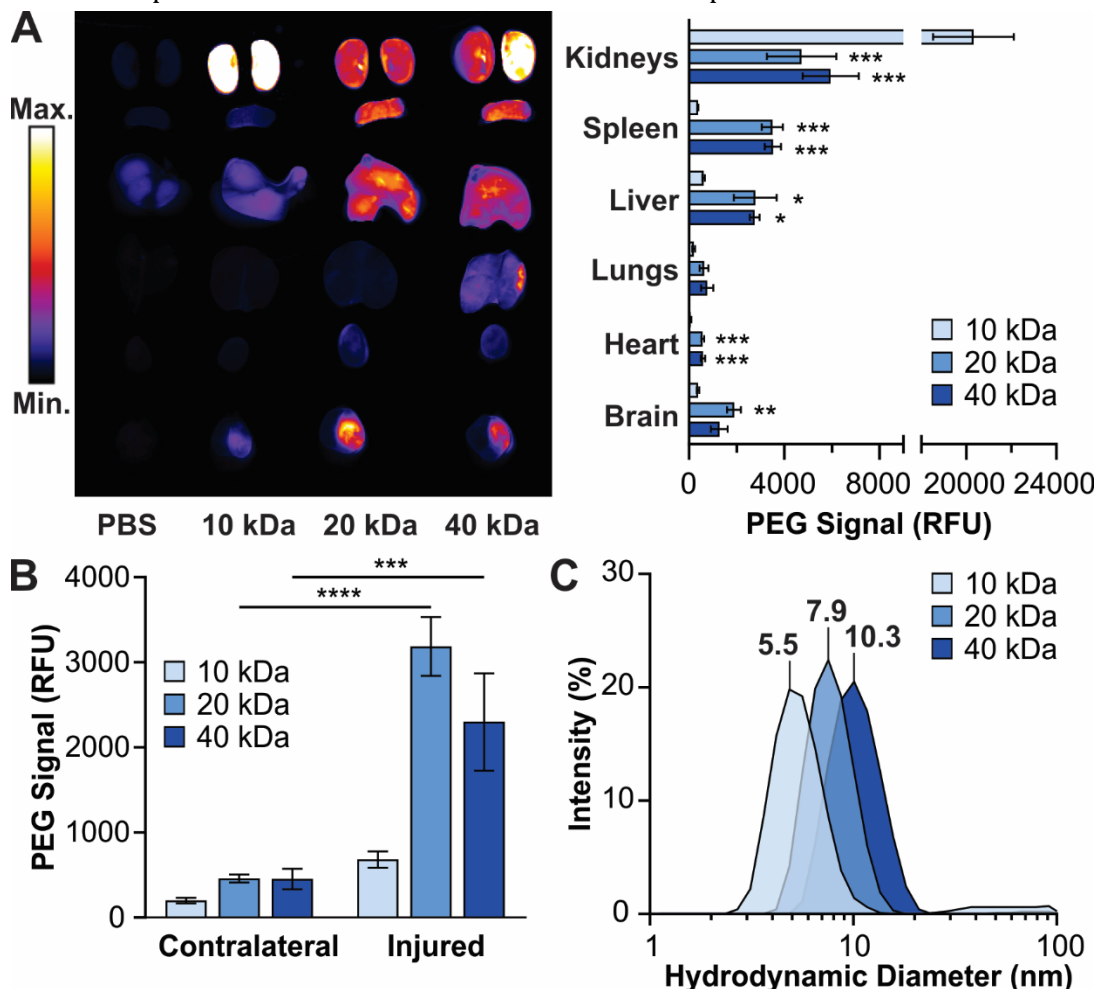 A
Max.
Min.
PBS 10 kDa 20 kDa 40 kDa
Kidneys
***
***
Spleen
***
***
Liver
*
*
Lungs
Heart
***
***
Brain
**
10 kDa
20 kDa
40 kDa
0 4000 8000 20000 24000
PEG Signal (RFU)
B
PEG Signal (RFU)
4000
3000
2000
1000
0
***
****
10 kDa
20 kDa
40 kDa
Contralateral Injured
C
Intensity (%)
30
20
10
0
5.5
7.9
10.3
10 kDa
20 kDa
40 kDa
1 10 100
Hydrodynamic Diameter (nm)